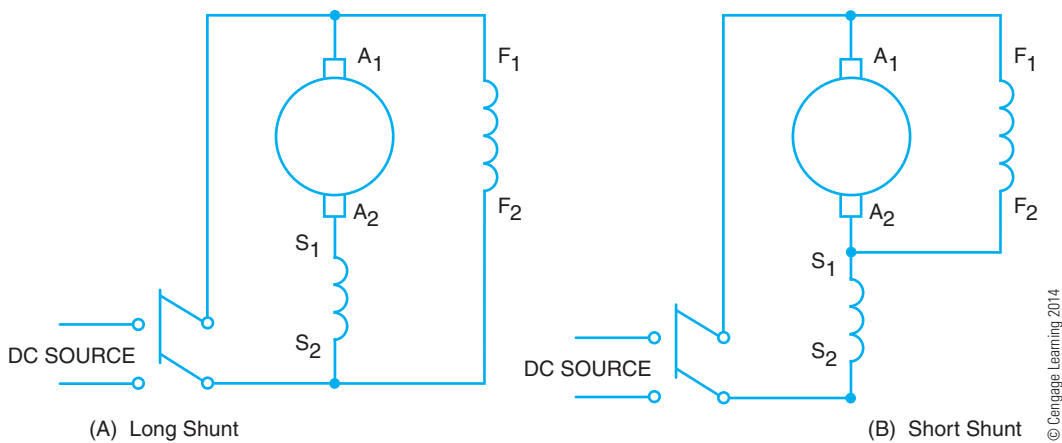 A₁
F₁
A₂
F₂
S₁
S₂
DC SOURCE
(A) Long Shunt
A₁
F₁
A₂
F₂
S₁
S₂
DC SOURCE
(B) Short Shunt
© Cengage Learning 2014